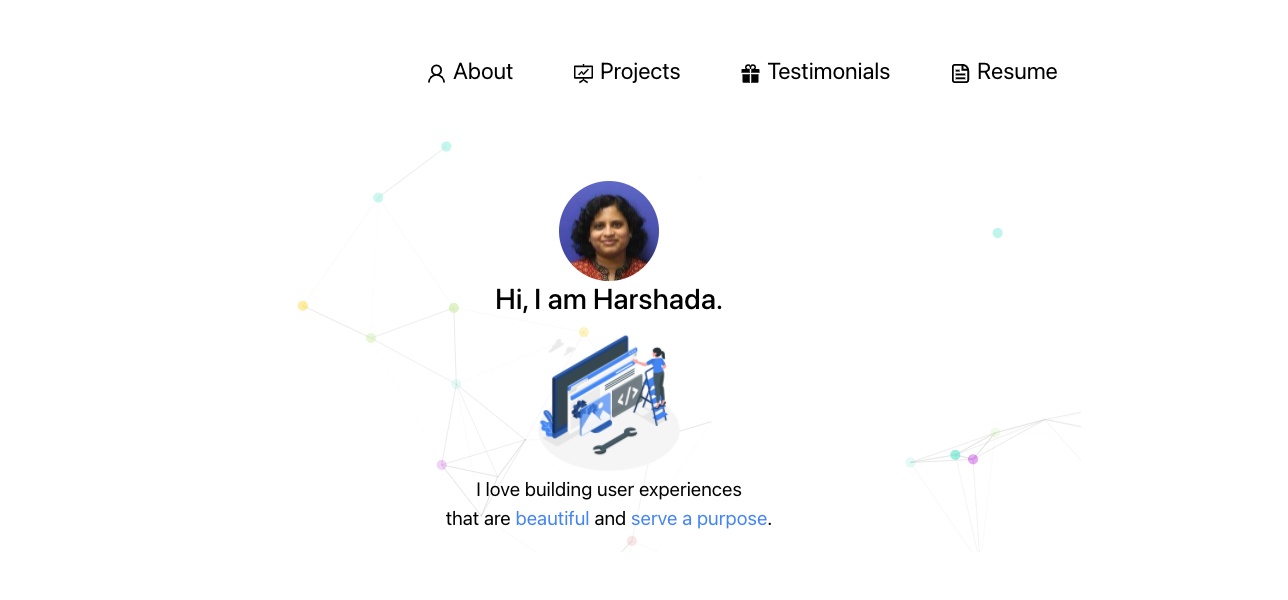 About Projects Testimonials Resume
Hi, I am Harshada.
</>
I love building user experiences
that are beautiful and serve a purpose.